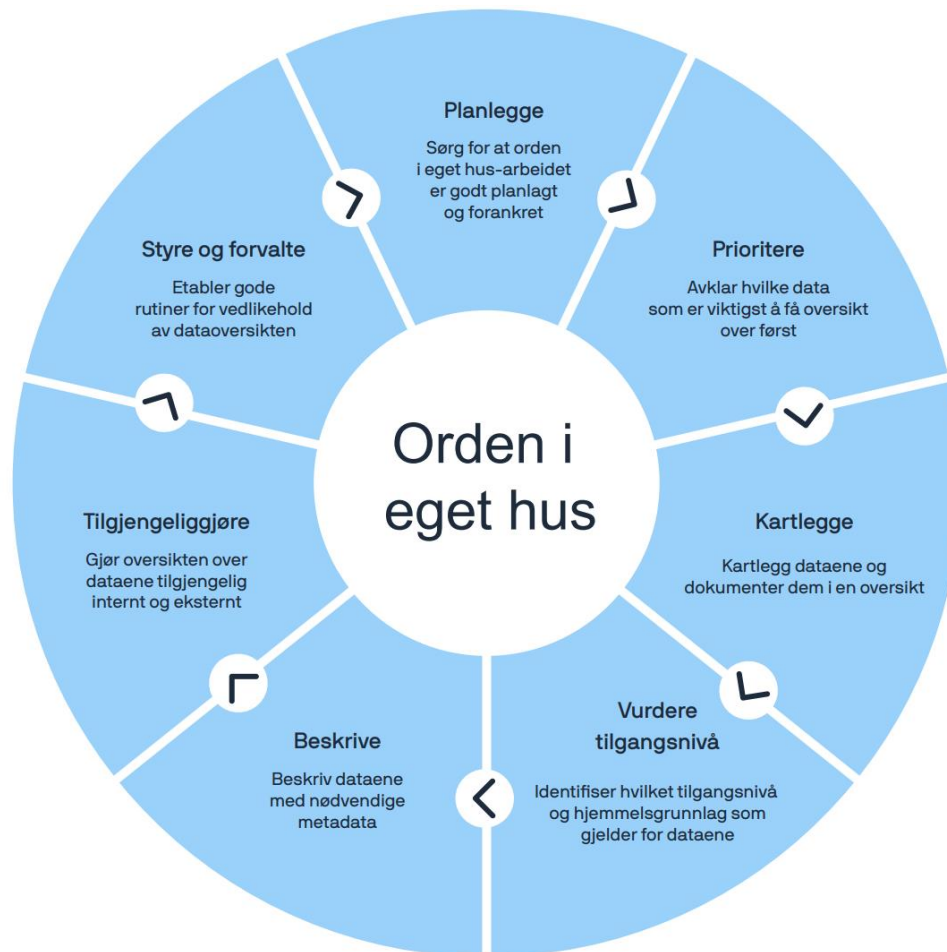 Planlegge
Sørg for at orden
i eget hus-arbeidet
er godt planlagt
og forankret
Prioritere
Avklar hvilke data
som er viktigst å få oversikt
over først
Kartlegge
Kartlegg dataene og
dokumenter dem i en oversikt
Vurdere
tilgangsnivå
Identifiser hvilket tilgangsnivå
og hjemmelsgrunnlag som
gjelder for dataene
Beskrive
Beskriv dataene
med nødvendige
metadata
Tilgjengeliggjøre
Gjør oversikten over
dataene tilgjengelig
internt og eksternt
Styre og forvalte
Etabler gode
rutiner for vedlikehold
av dataoversikten
Orden i
eget hus